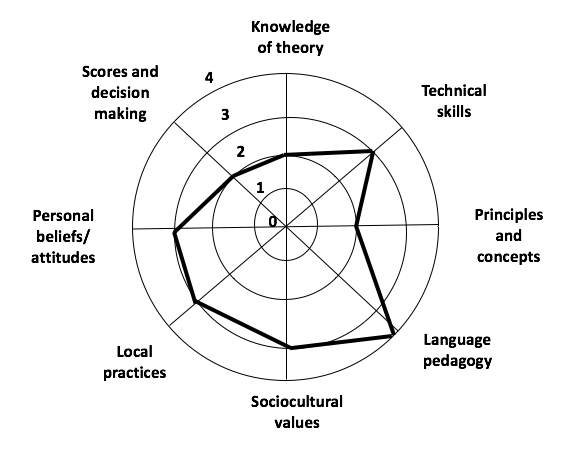 Knowledge
of theory
Scores and
decision
making
4
Technical
skills
3
2
1
0
Personal
beliefs/
attitudes
Principles
and
concepts
Local
practices
Language
pedagogy
Sociocultural
values